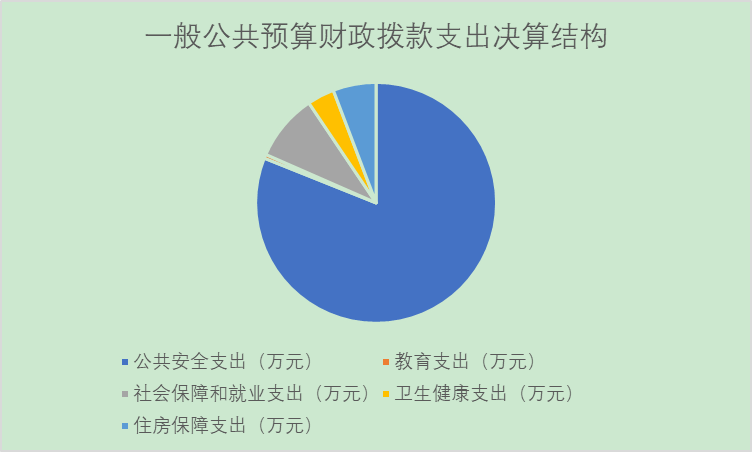 一般公共预算财政拨款支出决算结构
公共安全支出（万元） 教育支出（万元）
社会保障和就业支出（万元） 卫生健康支出（万元）
住房保障支出（万元）